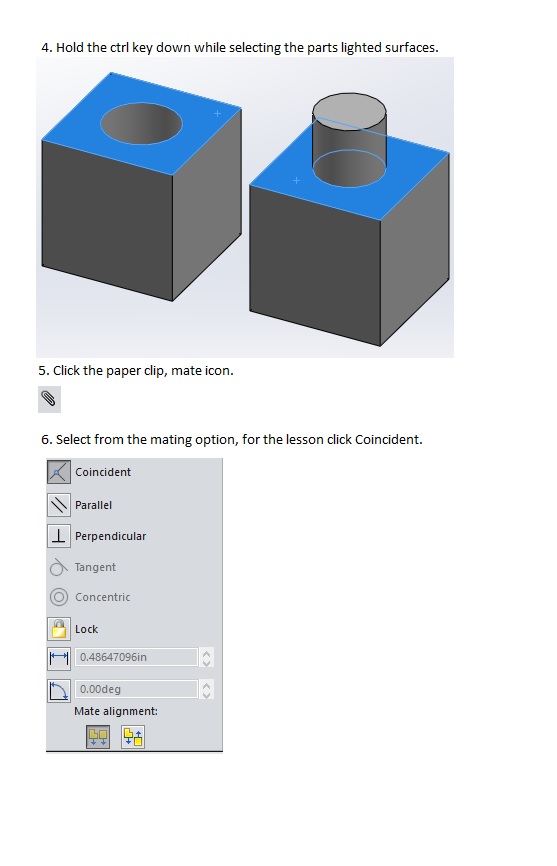 4. Hold the ctrl key down while selecting the parts lighted surfaces.
5. Click the paper clip, mate icon.
6. Select from the mating option, for the lesson click Coincident.
Coincident
Parallel
Perpendicular
Tangent
Concentric
Lock
0.48647096in
0.00deg
Mate alignment: